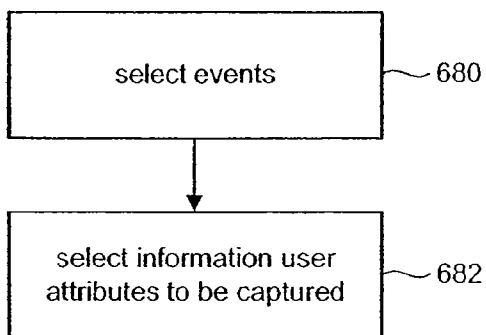 select events
680
select information user
attributes to be captured
682